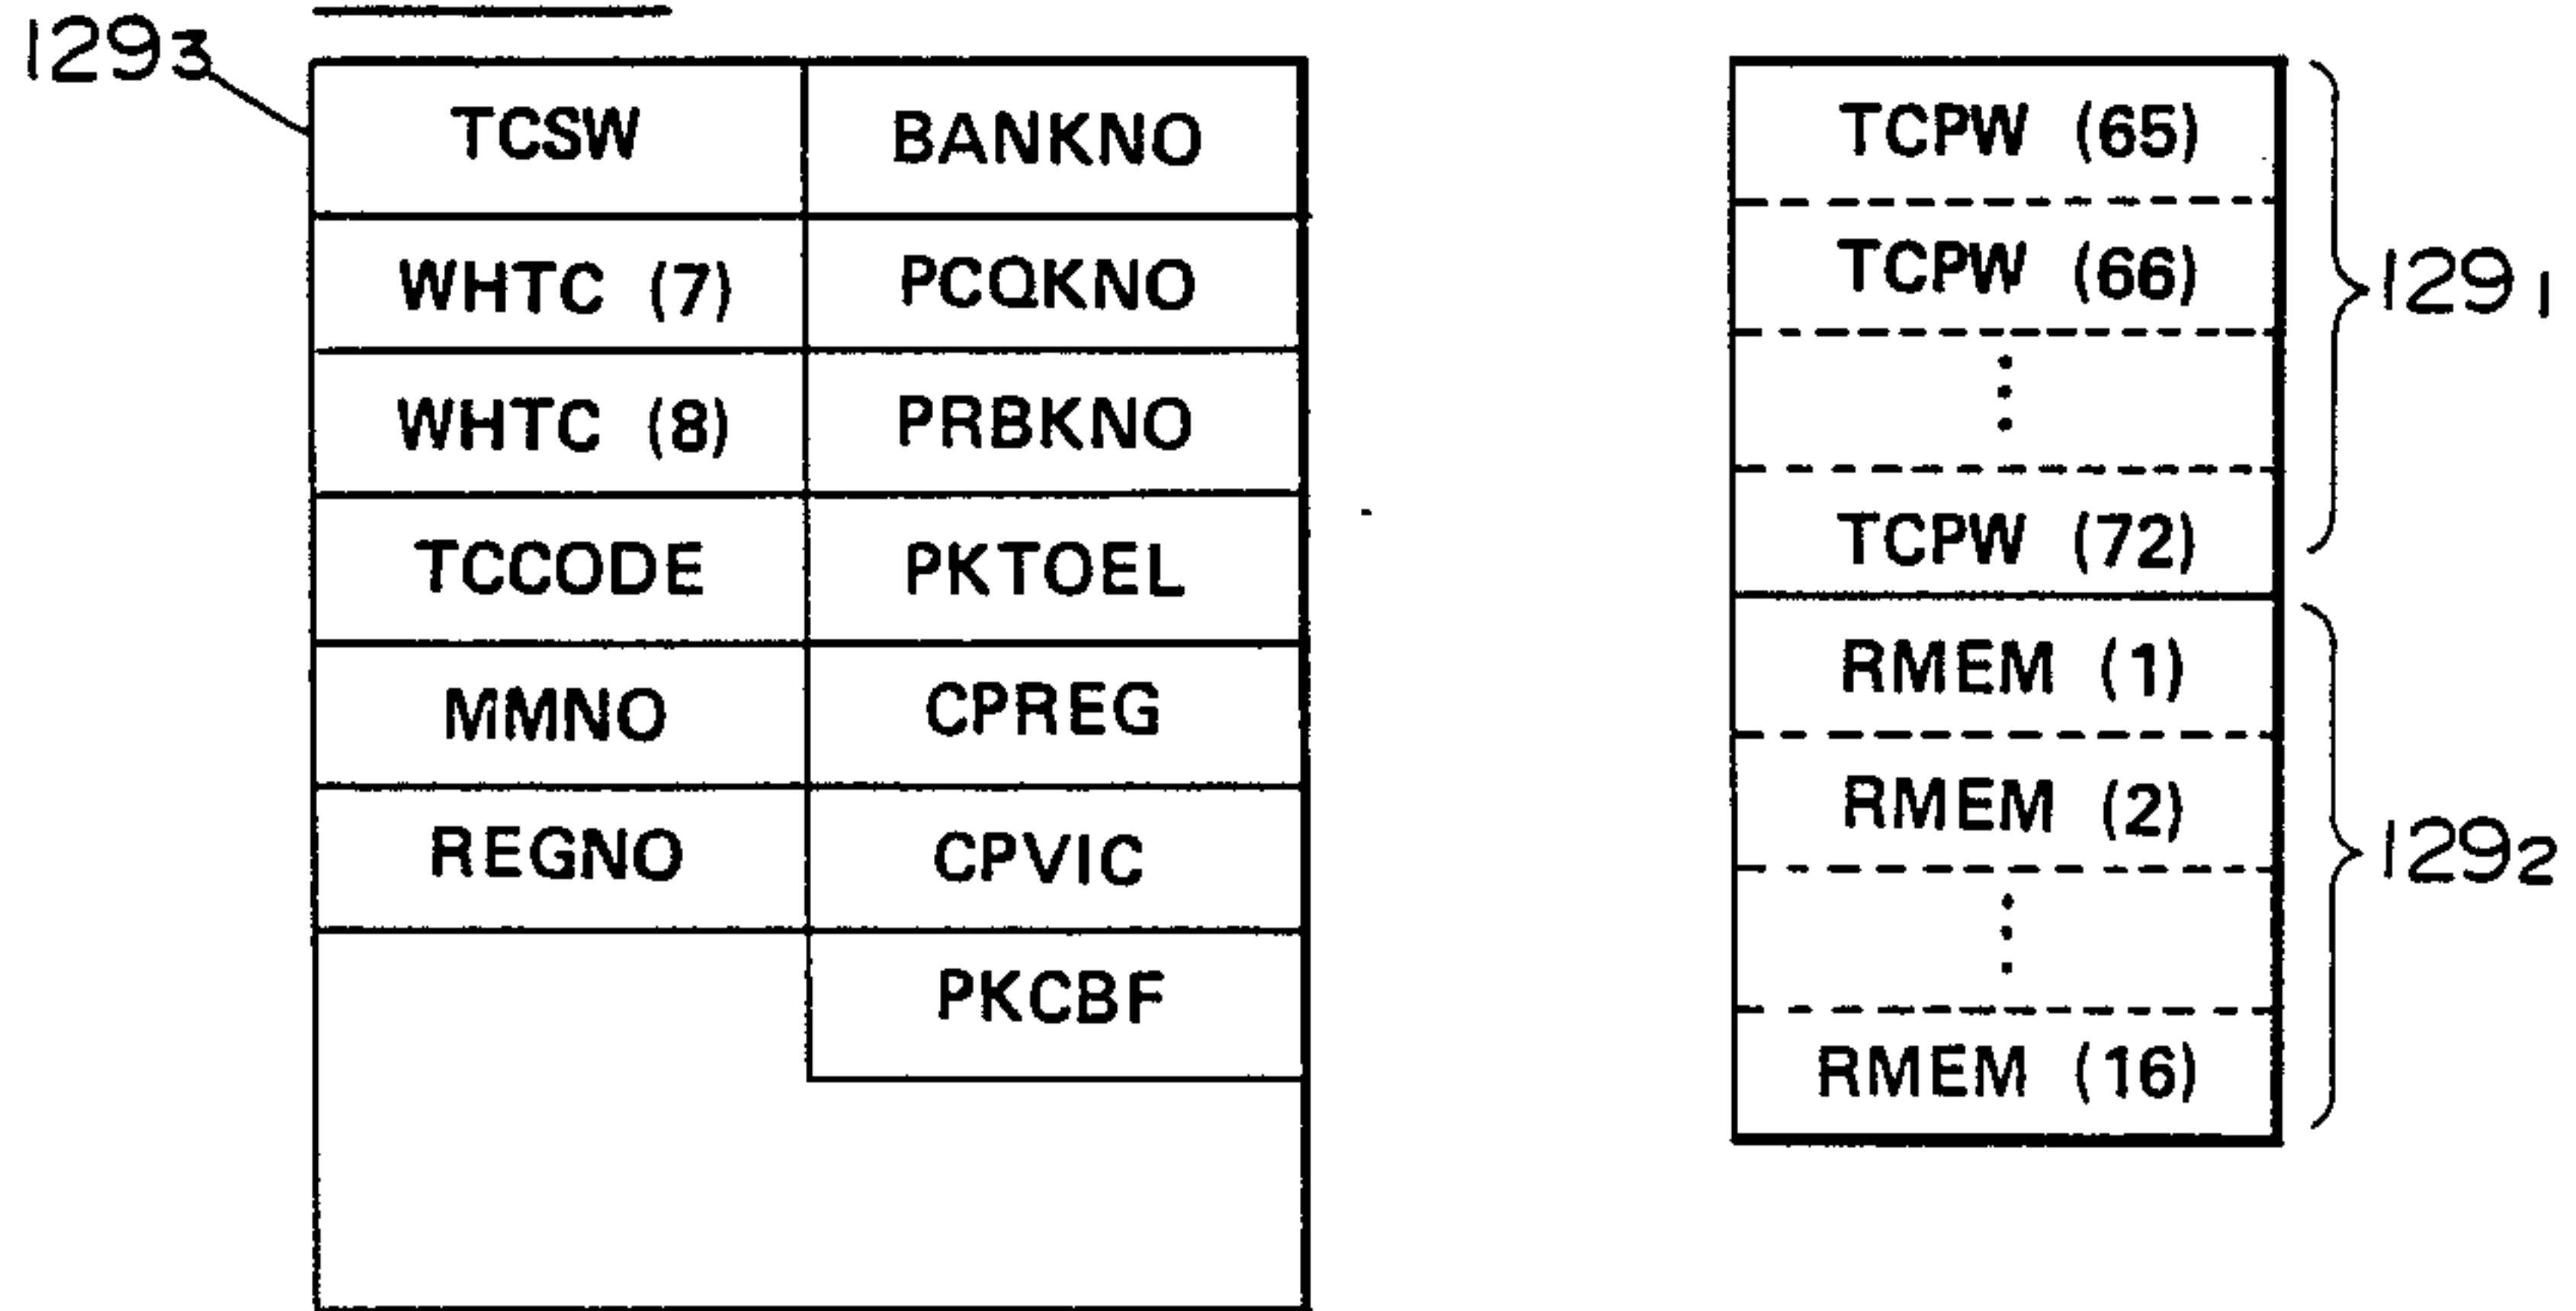 129₃
TCSW BANKNO
WHTC (7) PCQKNO
WHTC (8) PRBKNO
TCCODE PKTOEL
MMNO CPREG
REGNO CPVIC
PKCBF
TCPW (65)
TCPW (66)
⋮
TCPW (72)
129₁
RMEM (1)
RMEM (2)
⋮
RMEM (16)
129₂